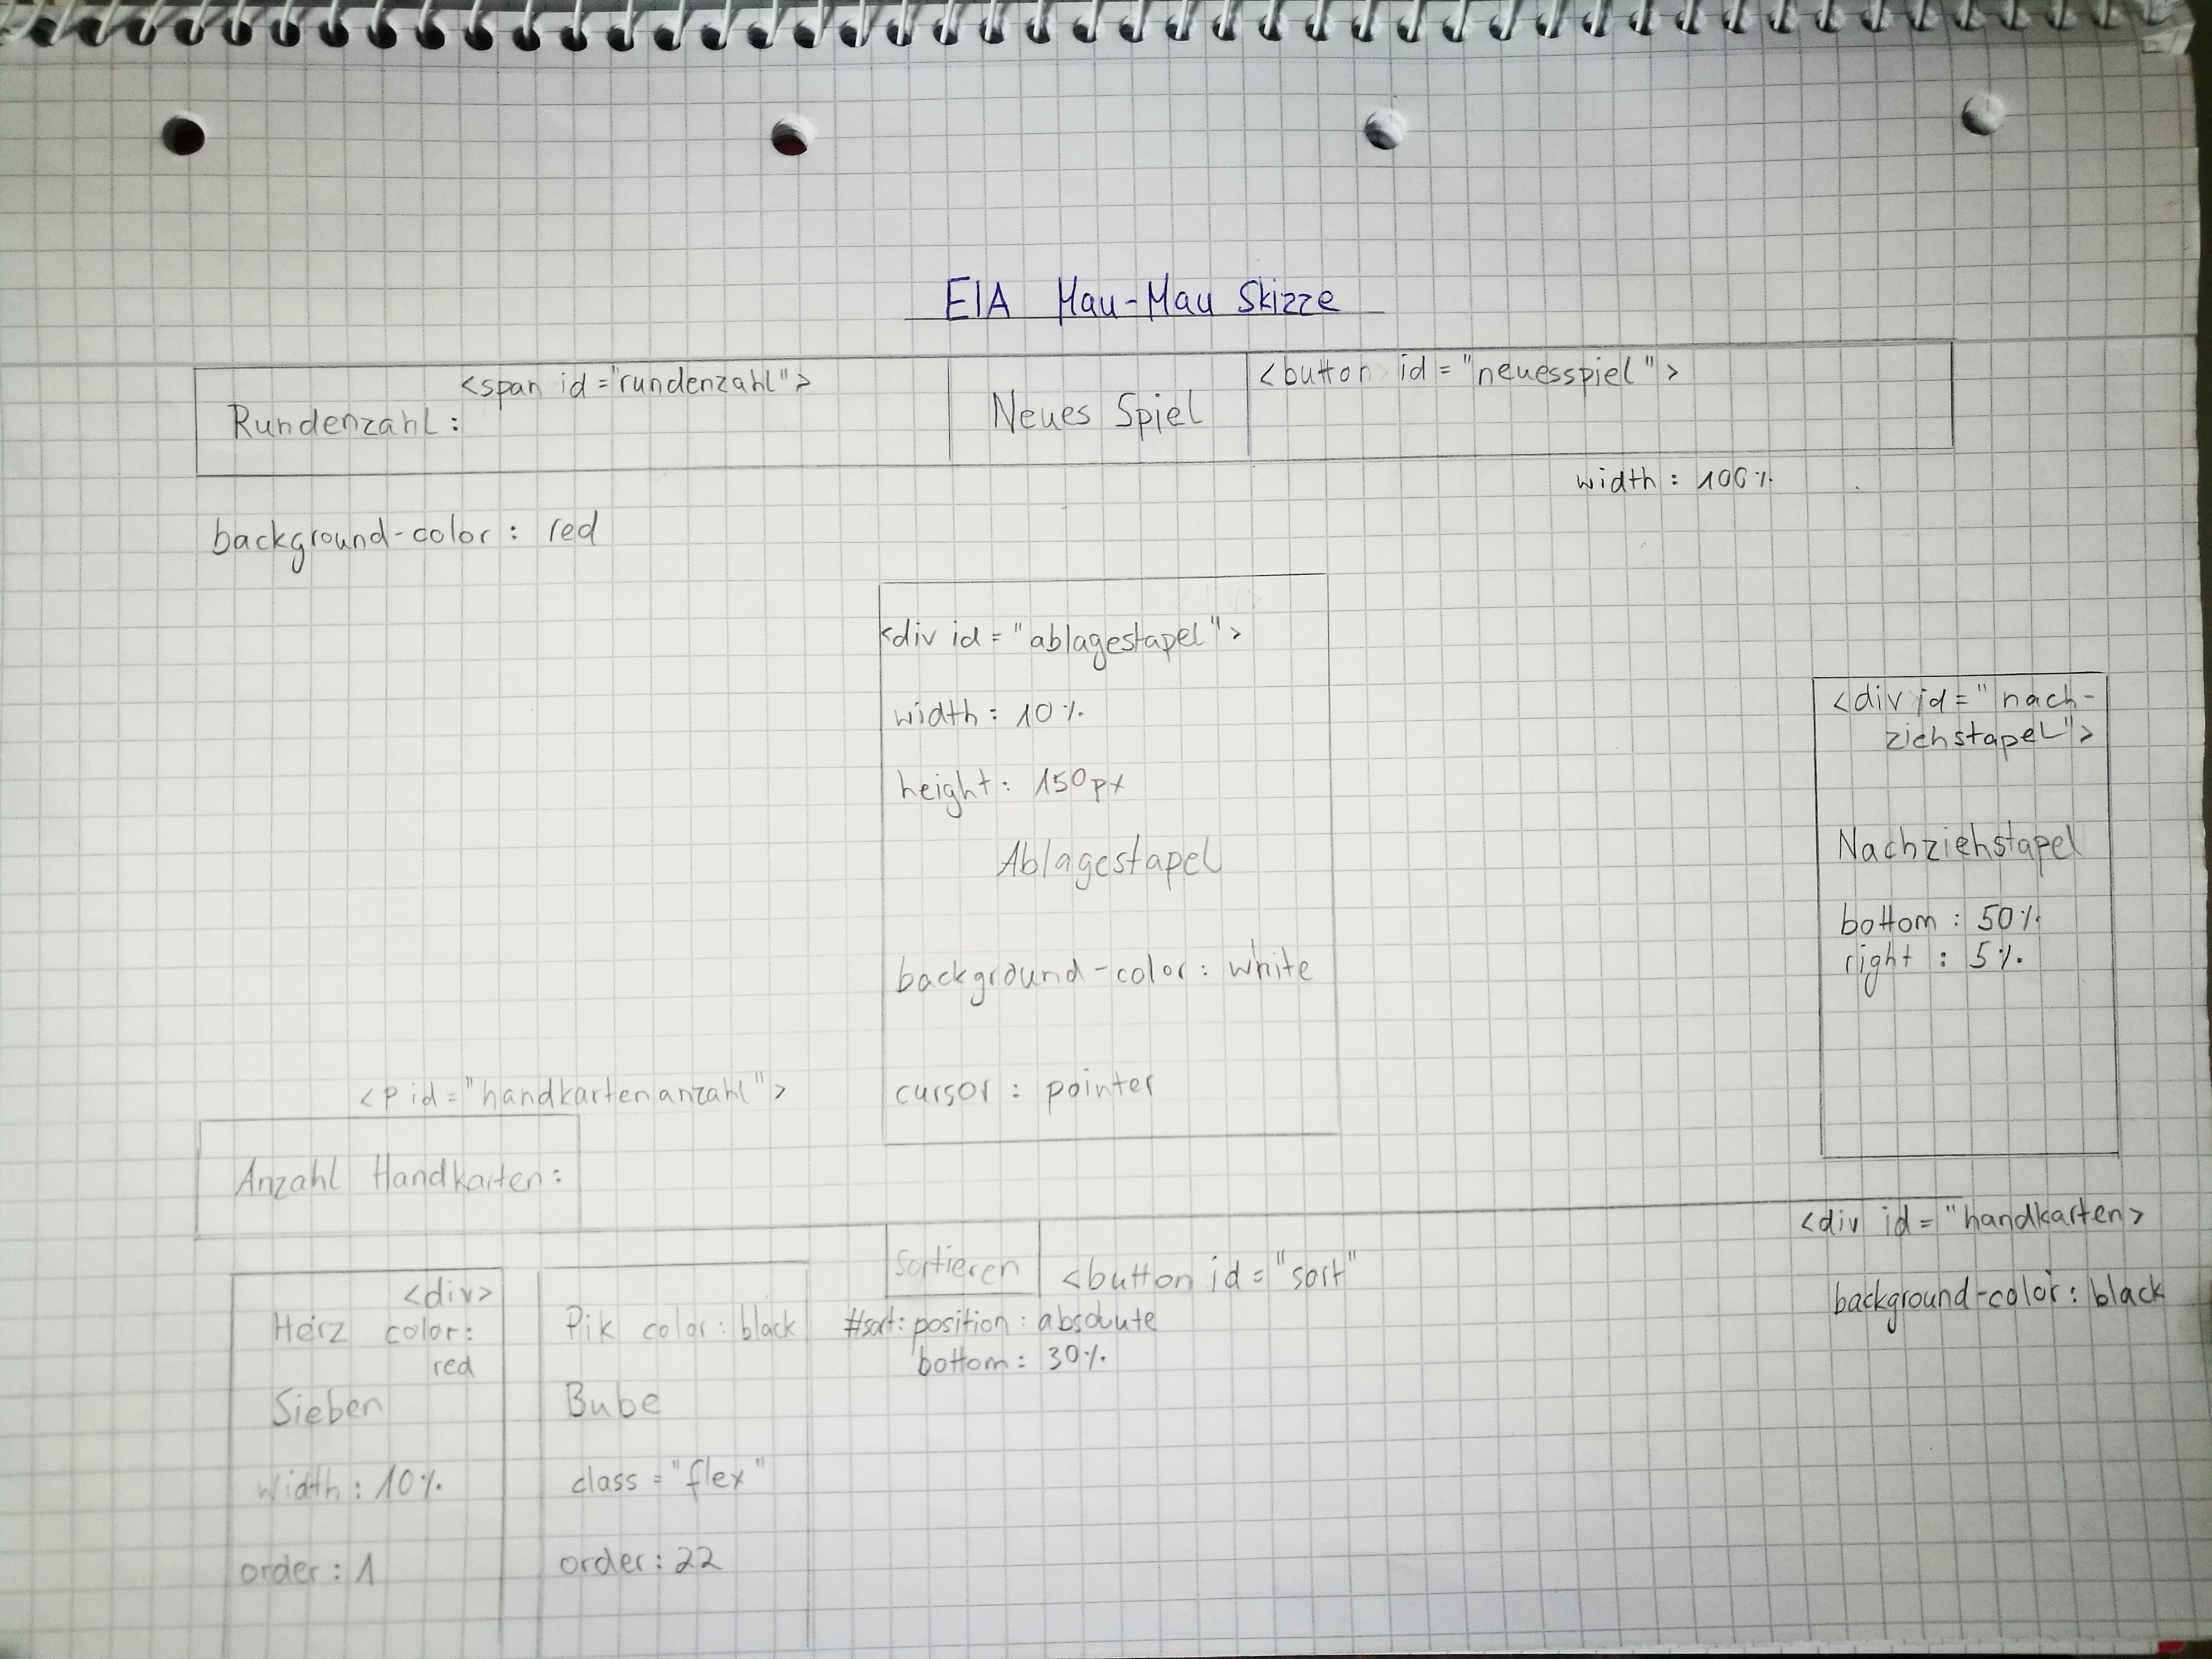 EIA Mau-Mau Skizze
<span id="rundenzahl">
<button id="neuesspiel">
Rundenzahl:
Neues Spiel
width: 100%
background-color: red
<div id="ablagestapel">
width: 10%
height: 150px
Ablagestapel
background-color: white
cursor: pointer
<div id="nach-
ziehstapel">
Nachziehstapel
bottom: 50%
right: 5%
<p id="handkartenanzahl">
Anzahl Handkarten:
<div id="handkarten>
background-color: black
Sortieren
<button id="sort"
#sort: position: absolute
bottom: 30%
<div>
Herz color:
red
Sieben
width: 10%
order: 1
Pik color: black
Bube
class="flex"
order: 22